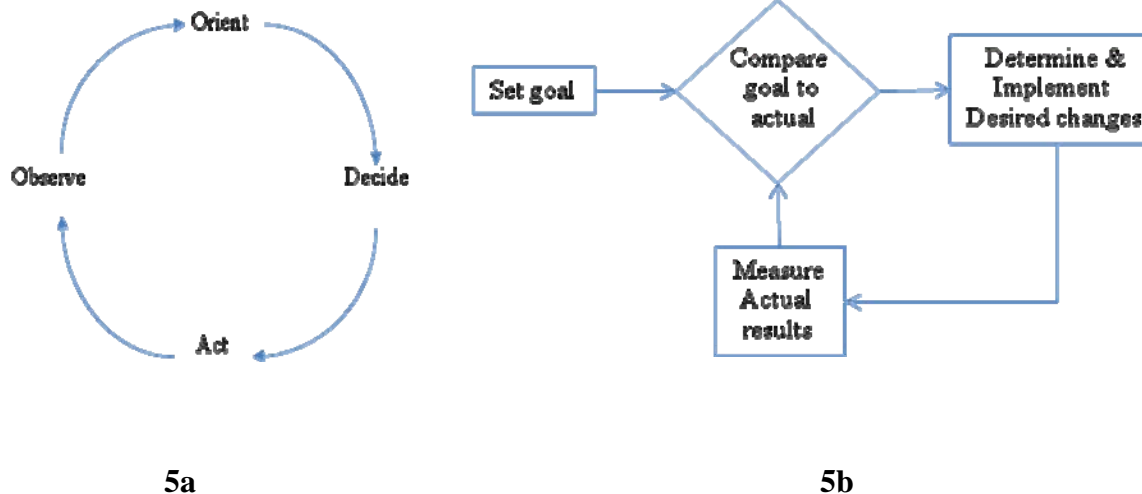 Orient
Observe
Decide
Act
5a
Set goal
Compare
goal to
actual
Determine &
Implement
Desired changes
Measure
Actual
results
5b